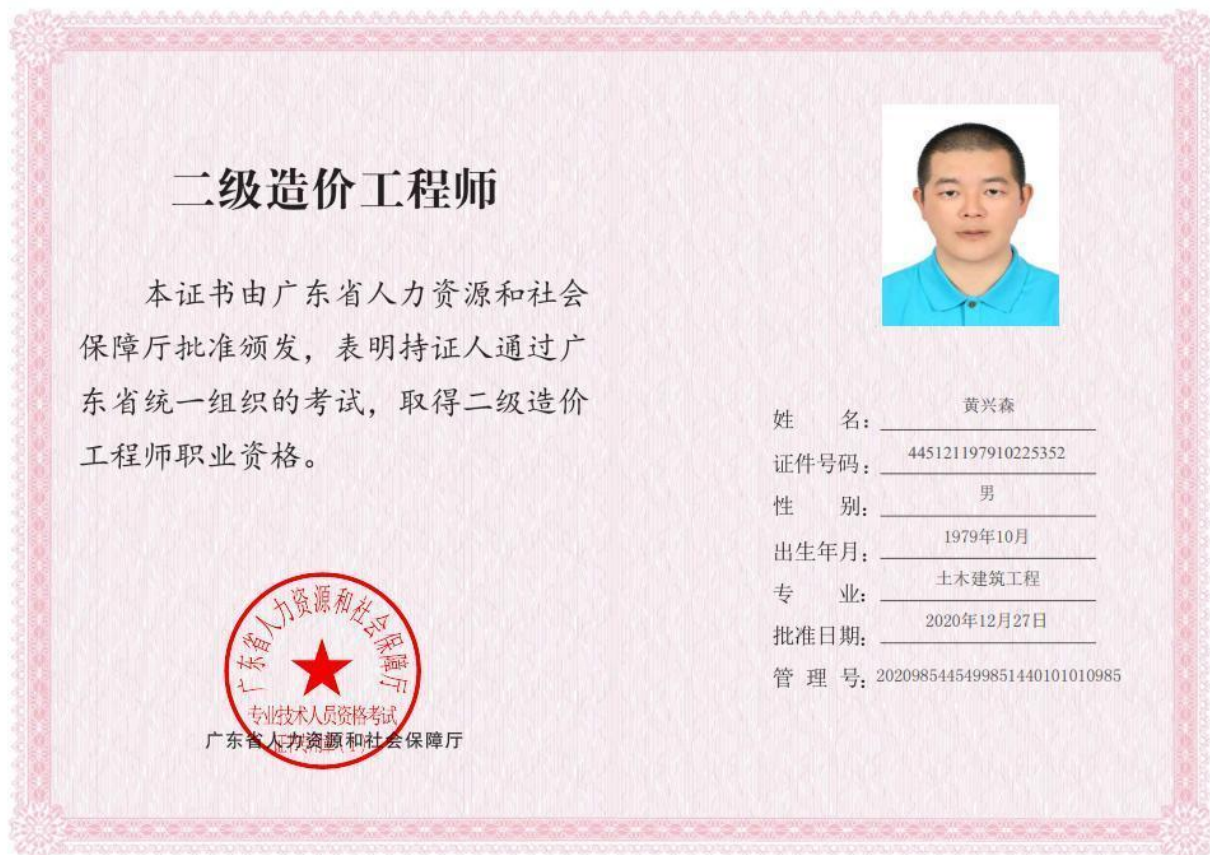 二级造价工程师
本证书由广东省人力资源和社会
保障厅批准颁发，表明持证人通过广
东省统一组织的考试，取得二级造价
工程师职业资格。
广东省人力资源和社会保障厅
专业技术人员资格考试
广东省人力资源和社会保障厅
姓 名：黄兴森
证件号码：445121197910225352
性 别：男
出生年月：1979年10月
专 业：土木建筑工程
批准日期：2020年12月27日
管 理 号：20209854454998514401010​10985